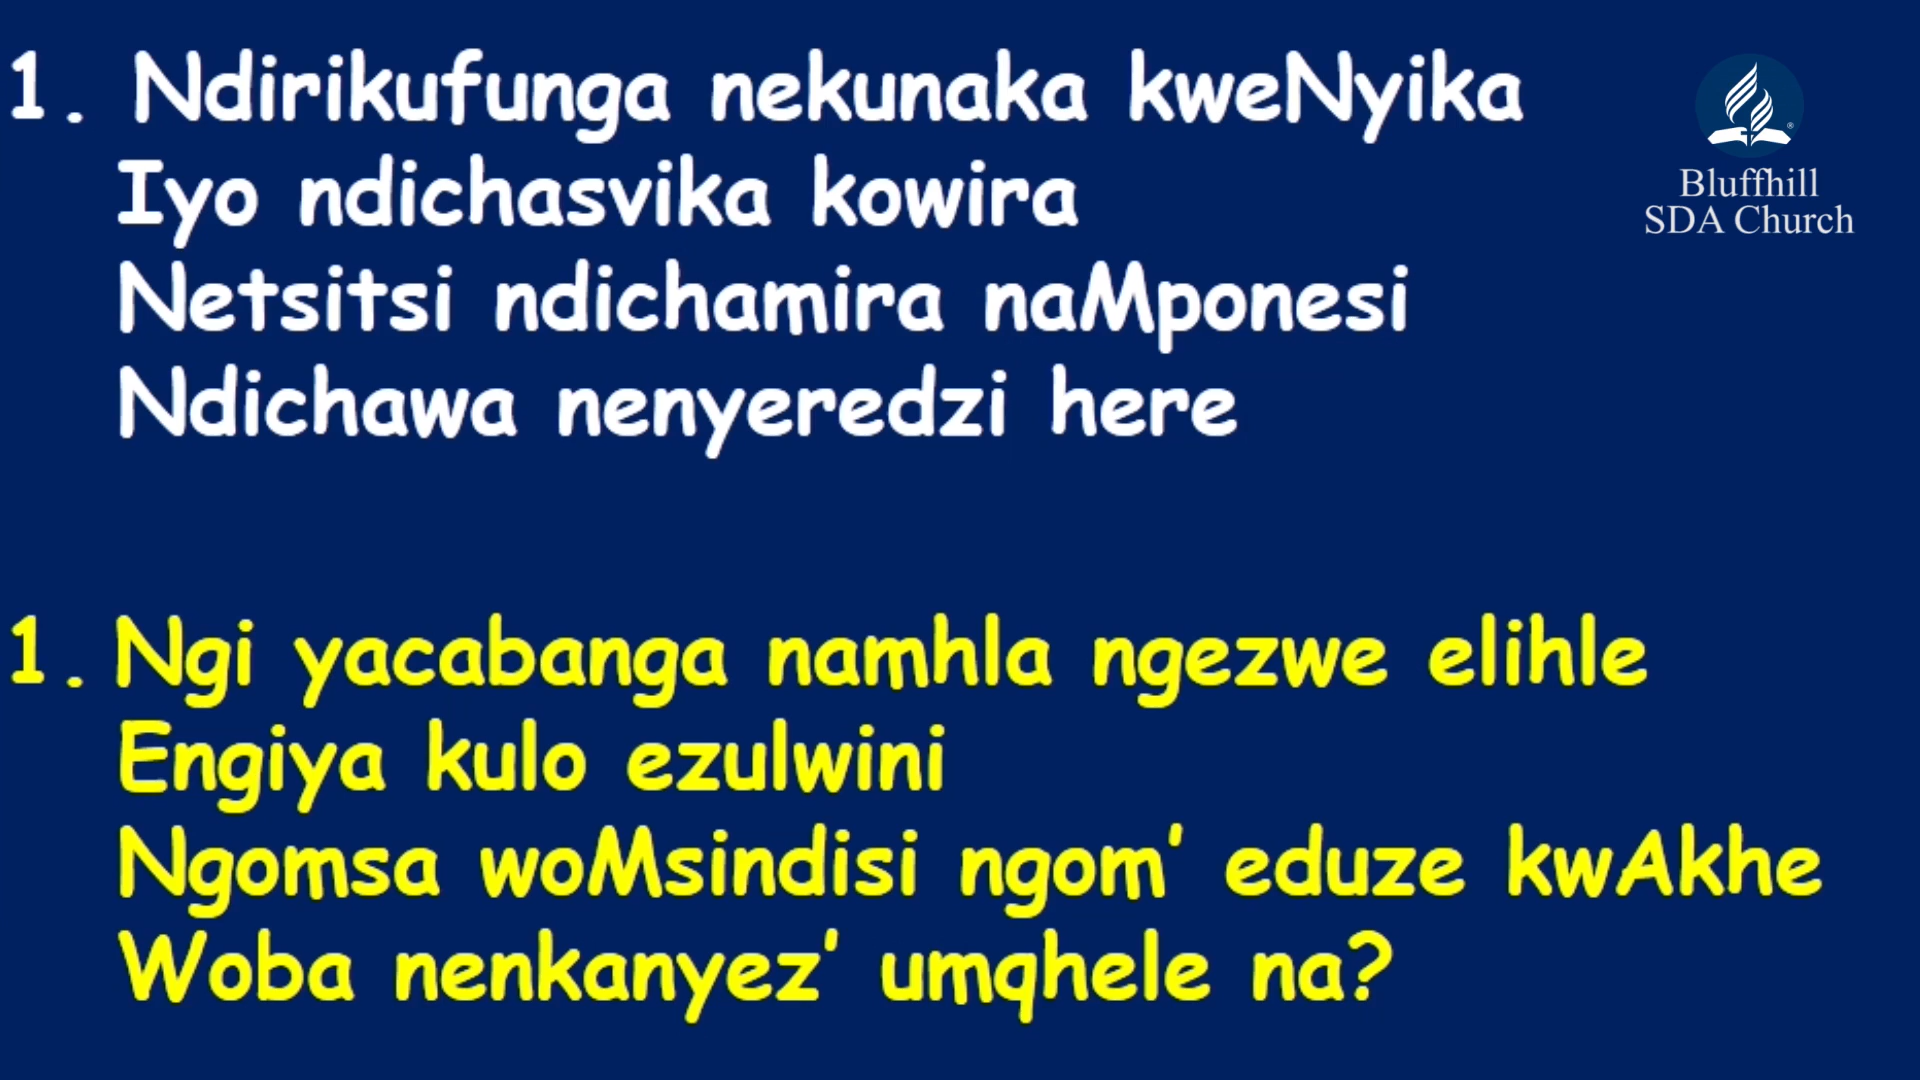 1. Ndirikufunga nekunaka kweNyika
Iyo ndichasvika kowira
Netsitsi ndichamira naMponesi
Ndichawa nenyeredzi here
1. Ngi yacabanga namhla ngezwe elihle
Engiya kulo ezulwini
Ngomsa woMsindisi ngom’ eduze kwAkhe
Woba nenkanyez’ umqhele na?
Bluffhill
SDA Church